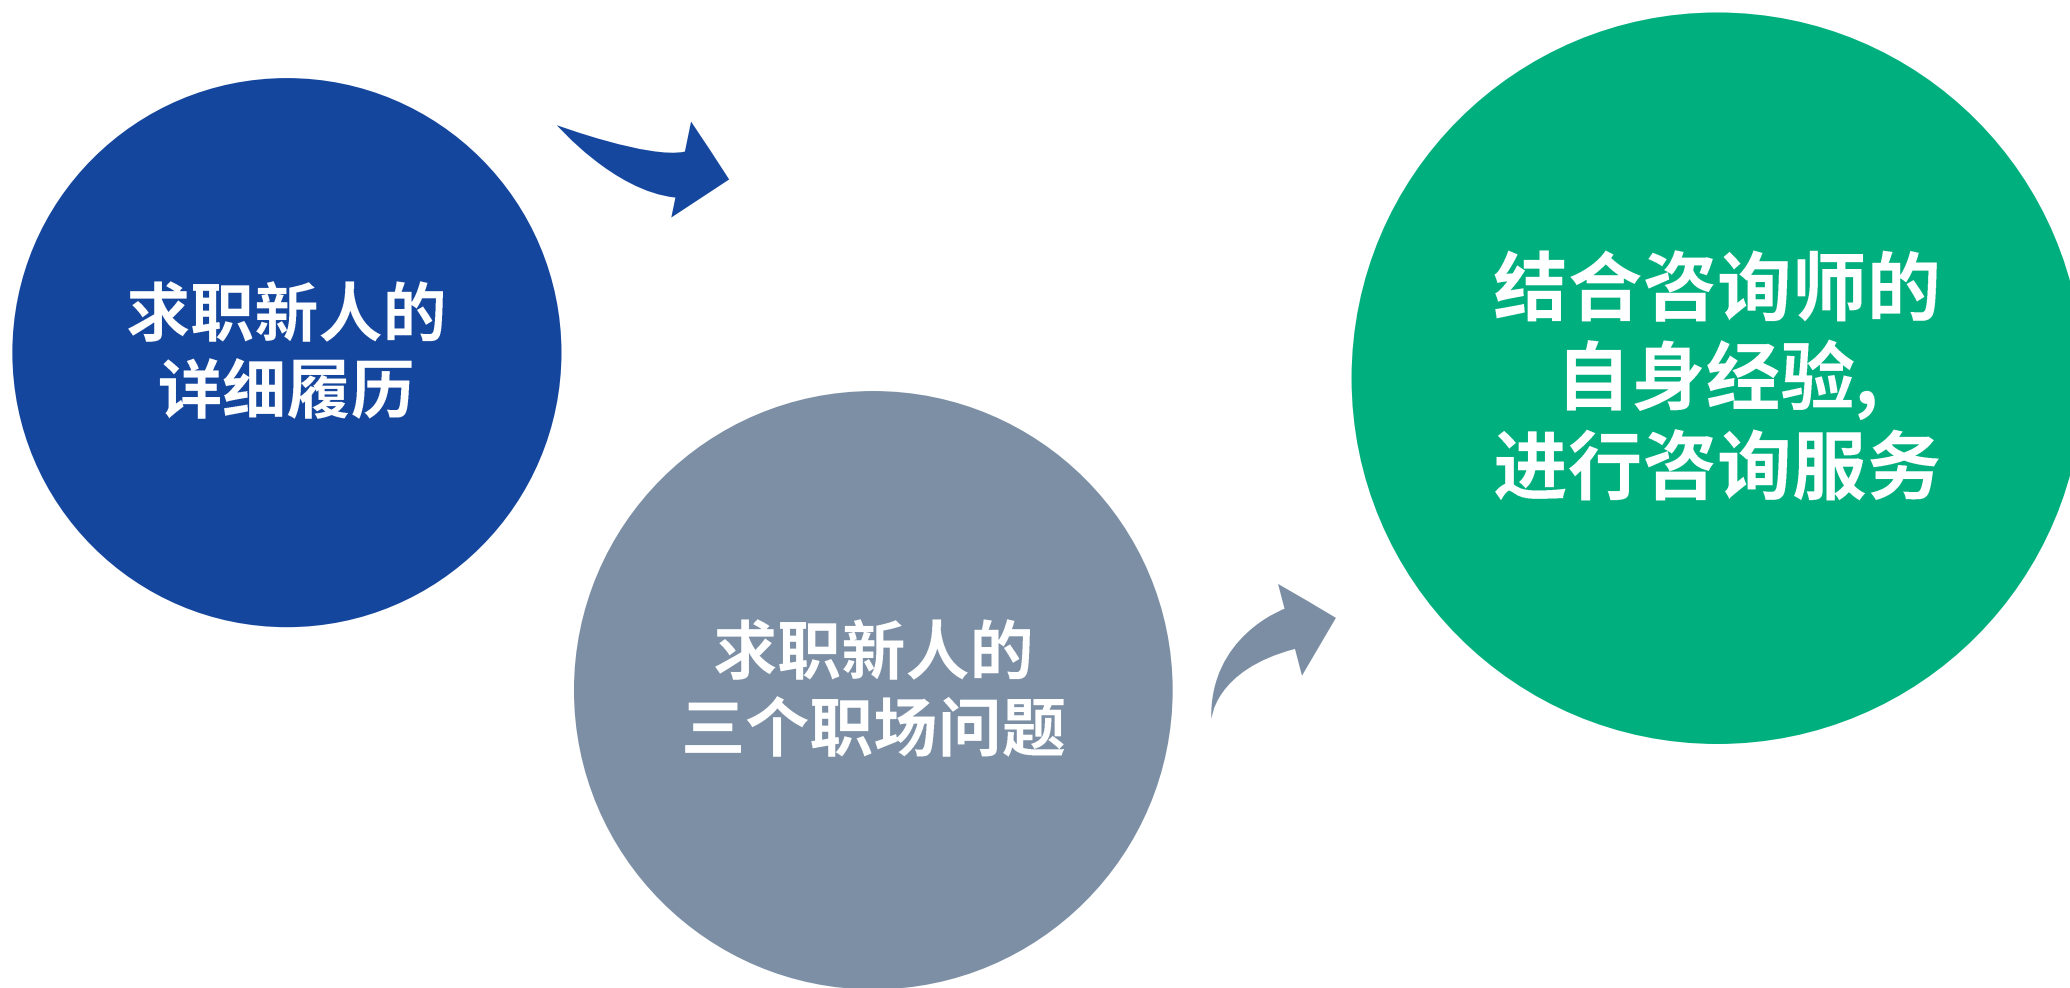 求职新人的
详细履历
求职新人的
三个职场问题
结合咨询师的
自身经验,
进行咨询服务